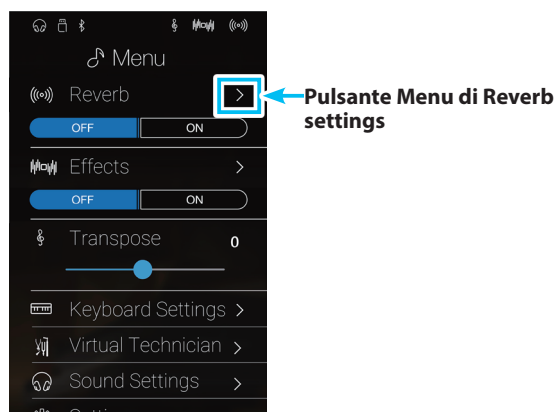 Menu
Reverb
OFF ON
Pulsante Menu di Reverb
settings
Effects
OFF ON
Transpose 0
Keyboard Settings
Virtual Technician
Sound Settings